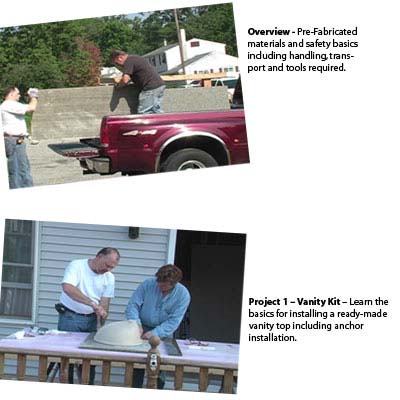 Overview - Pre-Fabricated
materials and safety basics
including handling, trans-
port and tools required.
Project 1 – Vanity Kit – Learn the
basics for installing a ready-made
vanity top including anchor
installation.